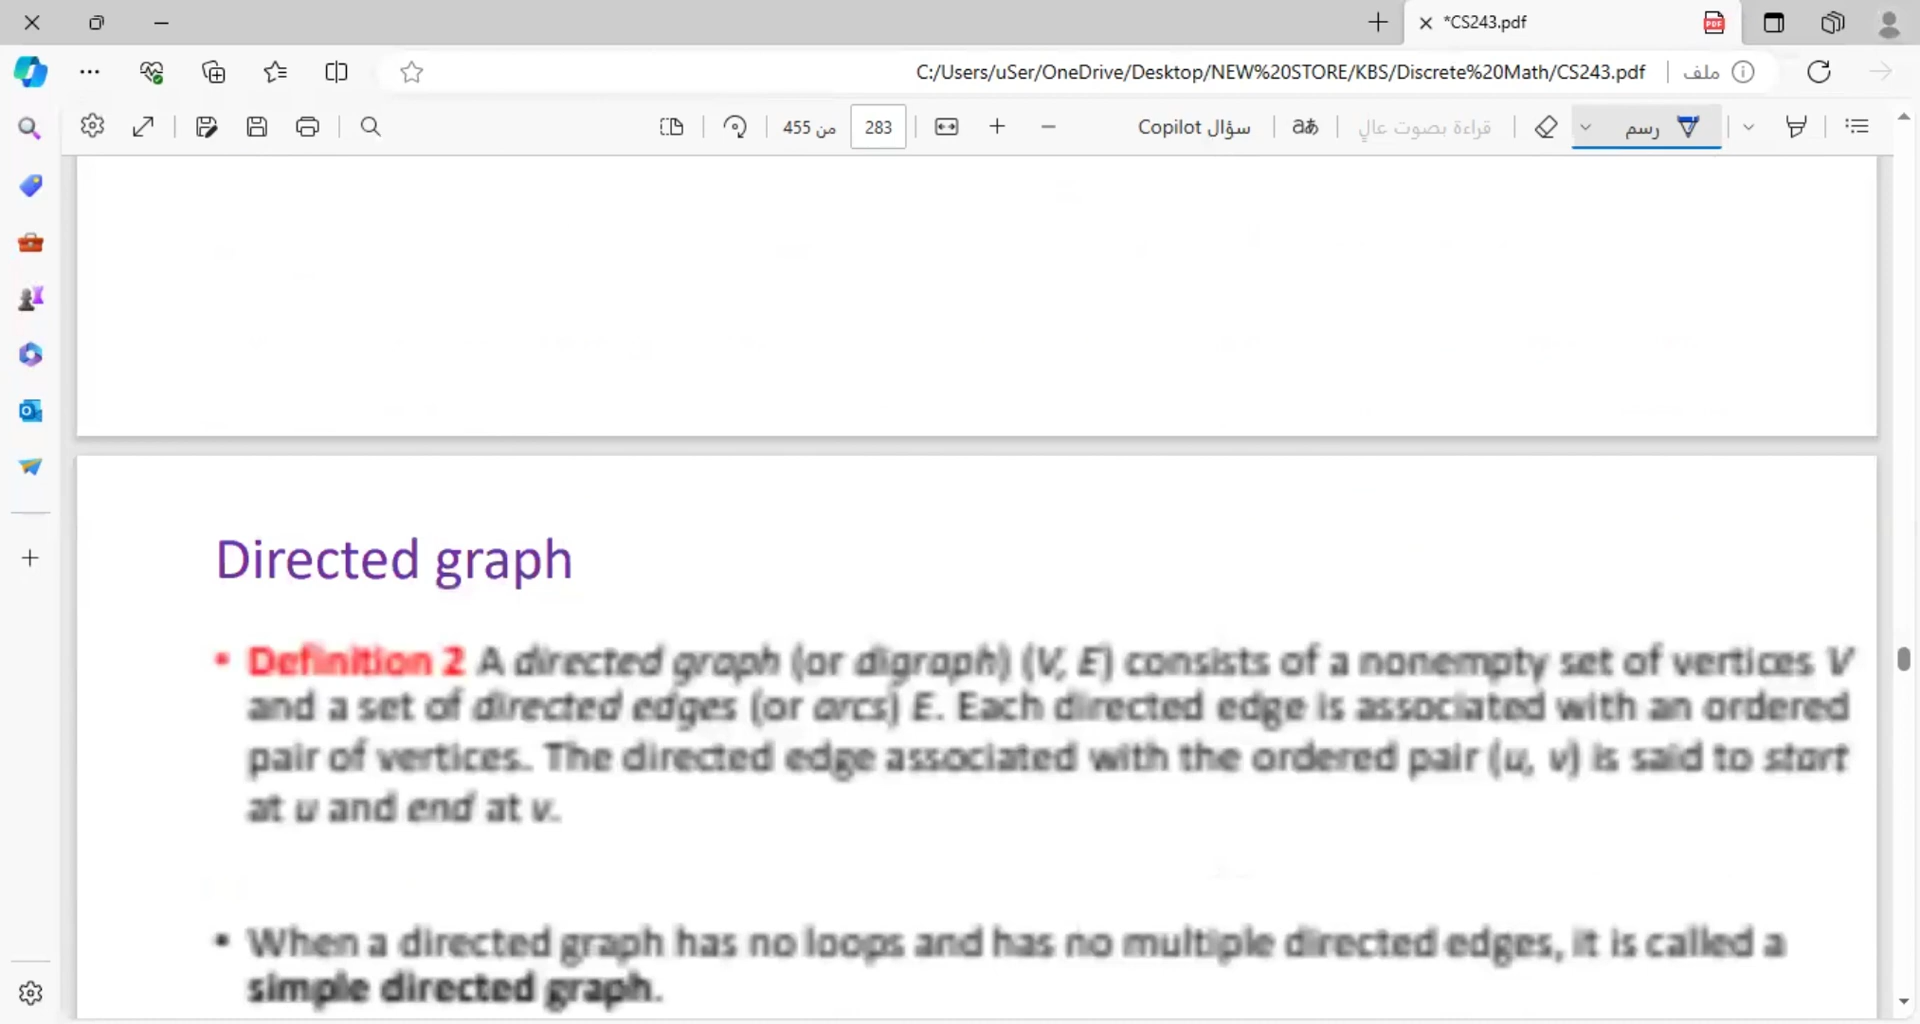 *CS243.pdf
C:/Users/uSer/OneDrive/Desktop/NEW%20STORE/KBS/Discrete%20Math/CS243.pdf
ملف
455 من
283
سؤال Copilot
aあ
قراءة بصوت عالٍ
رسم
Directed graph
• Definition 2 A directed graph (or digraph) (V, E) consists of a nonempty set of vertices V
and a set of directed edges (or arcs) E. Each directed edge is associated with an ordered
pair of vertices. The directed edge associated with the ordered pair (u, v) is said to start
at u and end at v.
• When a directed graph has no loops and has no multiple directed edges, it is called a
simple directed graph.